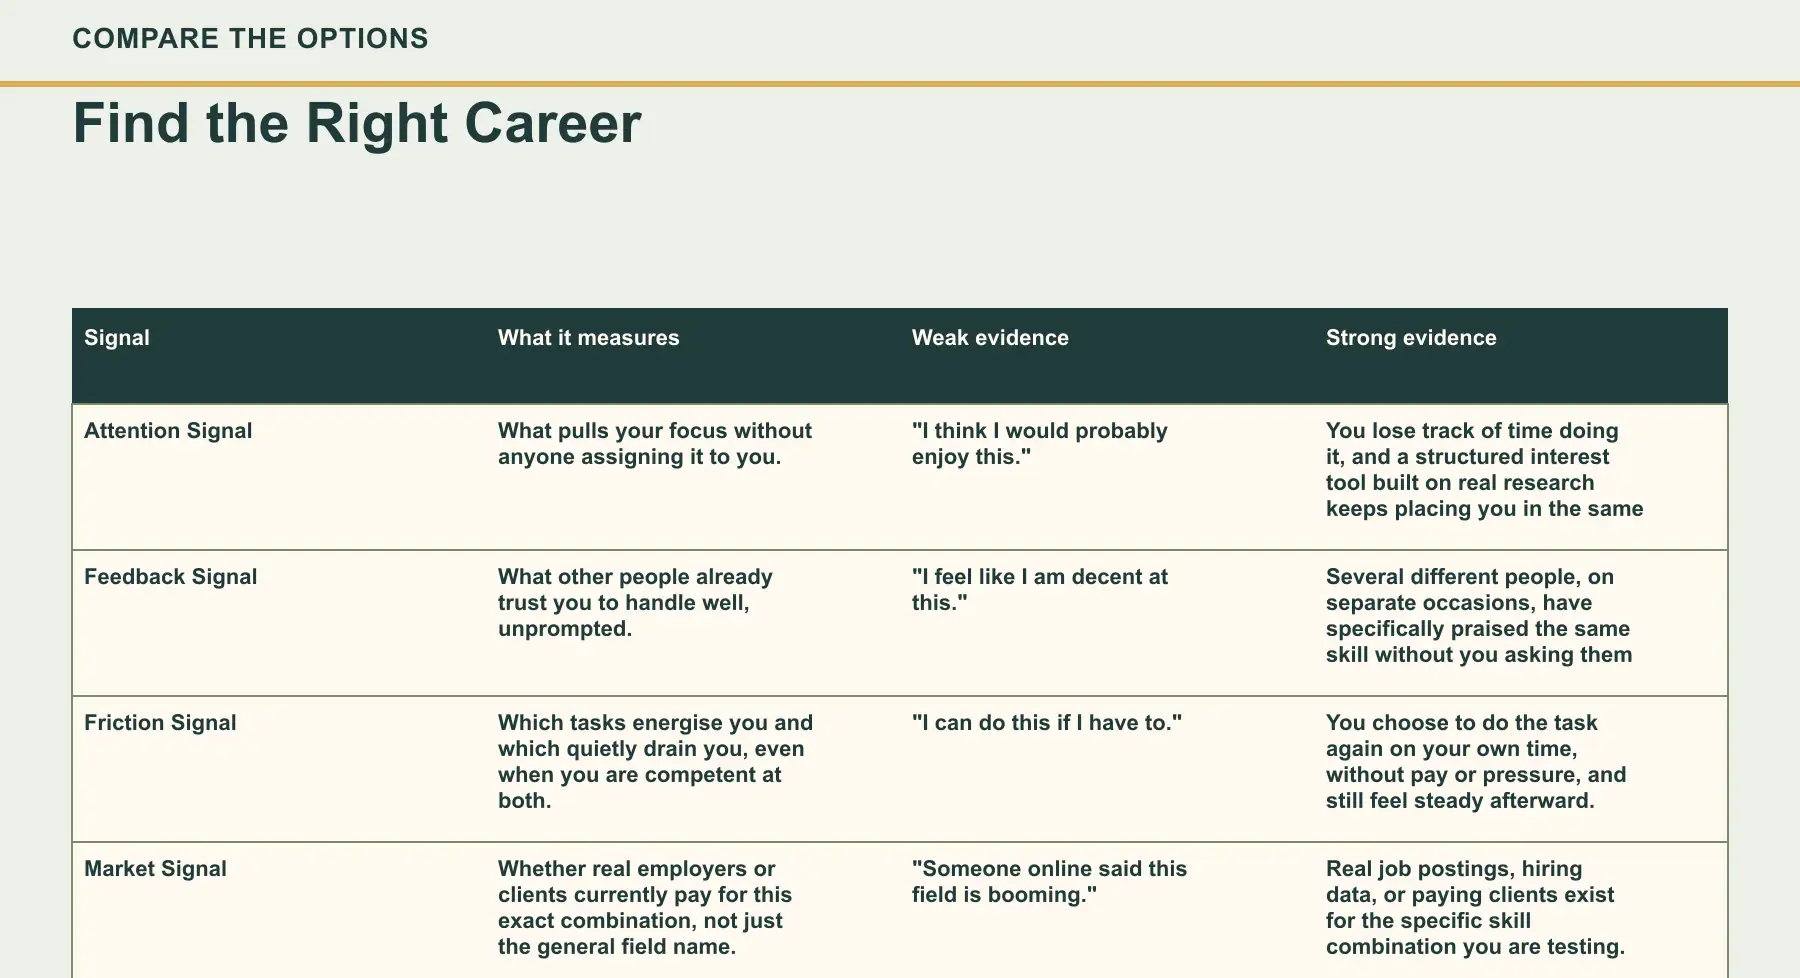 COMPARE THE OPTIONS
Find the Right Career
Signal
What it measures
Weak evidence
Strong evidence
Attention Signal
What pulls your focus without
anyone assigning it to you.
"I think I would probably
enjoy this."
You lose track of time doing
it, and a structured interest
tool built on real research
keeps placing you in the same
Feedback Signal
What other people already
trust you to handle well,
unprompted.
"I feel like I am decent at
this."
Several different people, on
separate occasions, have
specifically praised the same
skill without you asking them
Friction Signal
Which tasks energise you and
which quietly drain you, even
when you are competent at
both.
"I can do this if I have to."
You choose to do the task
again on your own time,
without pay or pressure, and
still feel steady afterward.
Market Signal
Whether real employers or
clients currently pay for this
exact combination, not just
the general field name.
"Someone online said this
field is booming."
Real job postings, hiring
data, or paying clients exist
for the specific skill
combination you are testing.